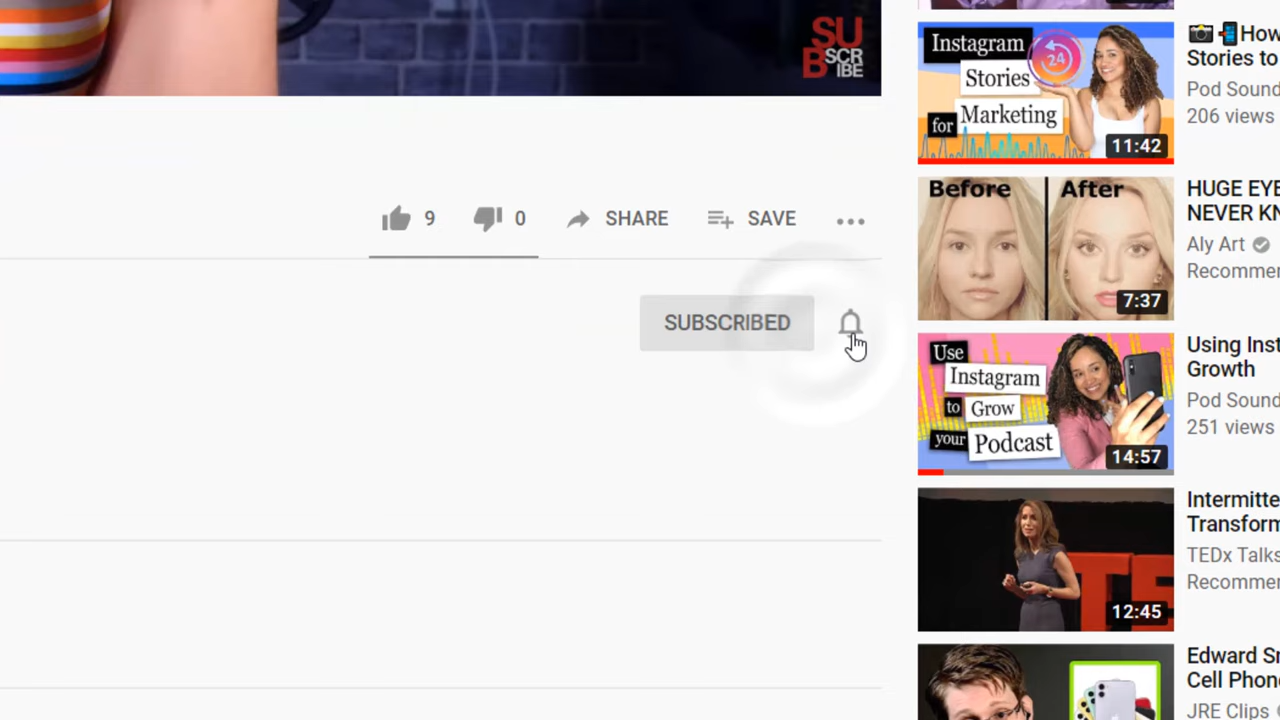 SU
B SCR
IBE
9
0
SHARE
SAVE
SUBSCRIBED
Instagram
Stories
24
for Marketing
11:42
How
Stories to
Pod Sound
206 views
Before After
7:37
HUGE EYE
NEVER KN
Aly Art
Recommen
Use
Instagram
to Grow
your Podcast
14:57
Using Inst
Growth
Pod Sound
251 views
TE
12:45
Intermitte
Transform
TEDx Talks
Recommen
Edward Sn
Cell Phone
JRE Clips